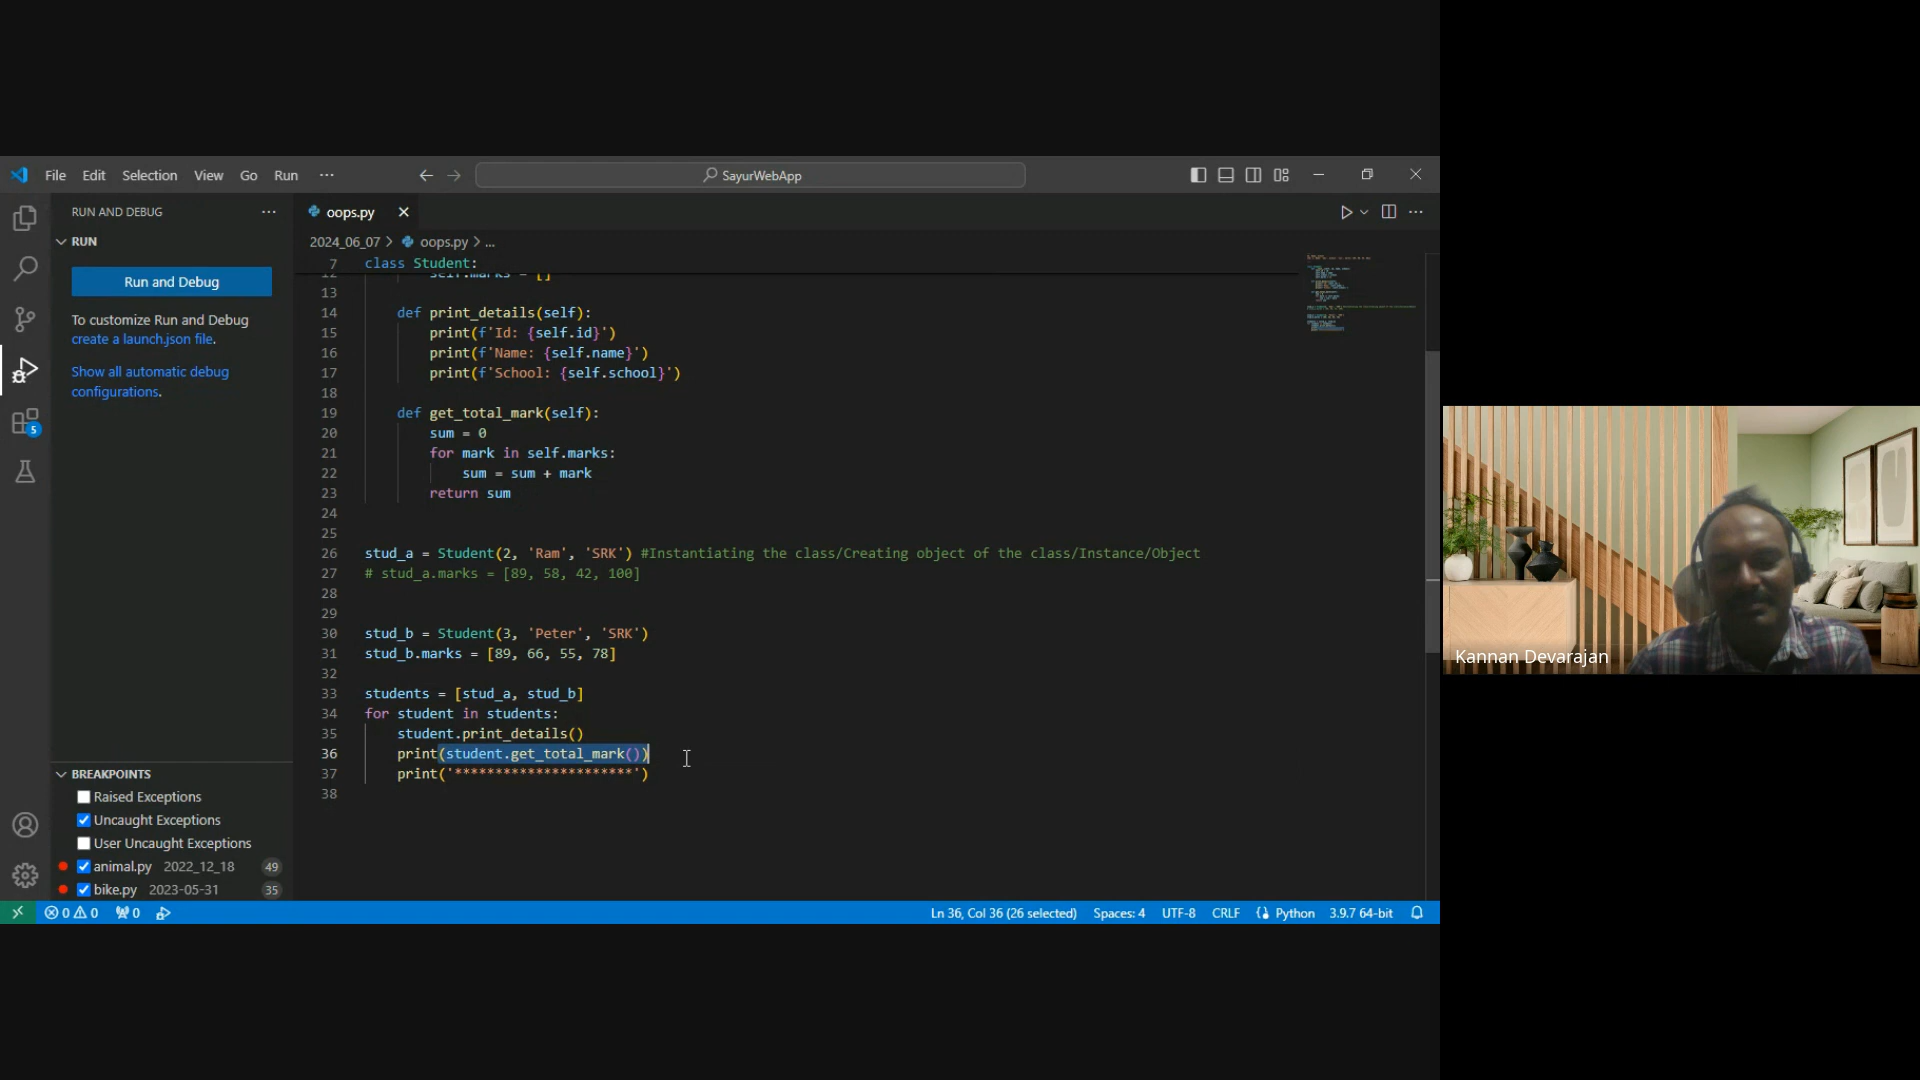 File Edit Selection View Go Run ···
SayurWebApp
RUN AND DEBUG ···
oops.py
RUN
2024_06_07 > oops.py > ...
Run and Debug
To customize Run and Debug
create a launch.json file.
Show all automatic debug
configurations.
7 class Student:
12 self.marks = []
13
14 def print_details(self):
15 print(f'Id: {self.id}')
16 print(f'Name: {self.name}')
17 print(f'School: {self.school}')
18
19 def get_total_mark(self):
20 sum = 0
21 for mark in self.marks:
22 sum = sum + mark
23 return sum
24
25
26 stud_a = Student(2, 'Ram', 'SRK') #Instantiating the class/Creating object of the class/Instance/Object
27 # stud_a.marks = [89, 58, 42, 100]
28
29
30 stud_b = Student(3, 'Peter', 'SRK')
31 stud_b.marks = [89, 66, 55, 78]
32
33 students = [stud_a, stud_b]
34 for student in students:
35 student.print_details()
36 print(student.get_total_mark())
37 print('**********************')
38
5
BREAKPOINTS
Raised Exceptions
Uncaught Exceptions
User Uncaught Exceptions
animal.py 2022_12_18 49
bike.py 2023-05-31 35
0 0 0
Ln 36, Col 36 (26 selected) Spaces: 4 UTF-8 CRLF Python 3.9.7 64-bit
Kannan Devarajan